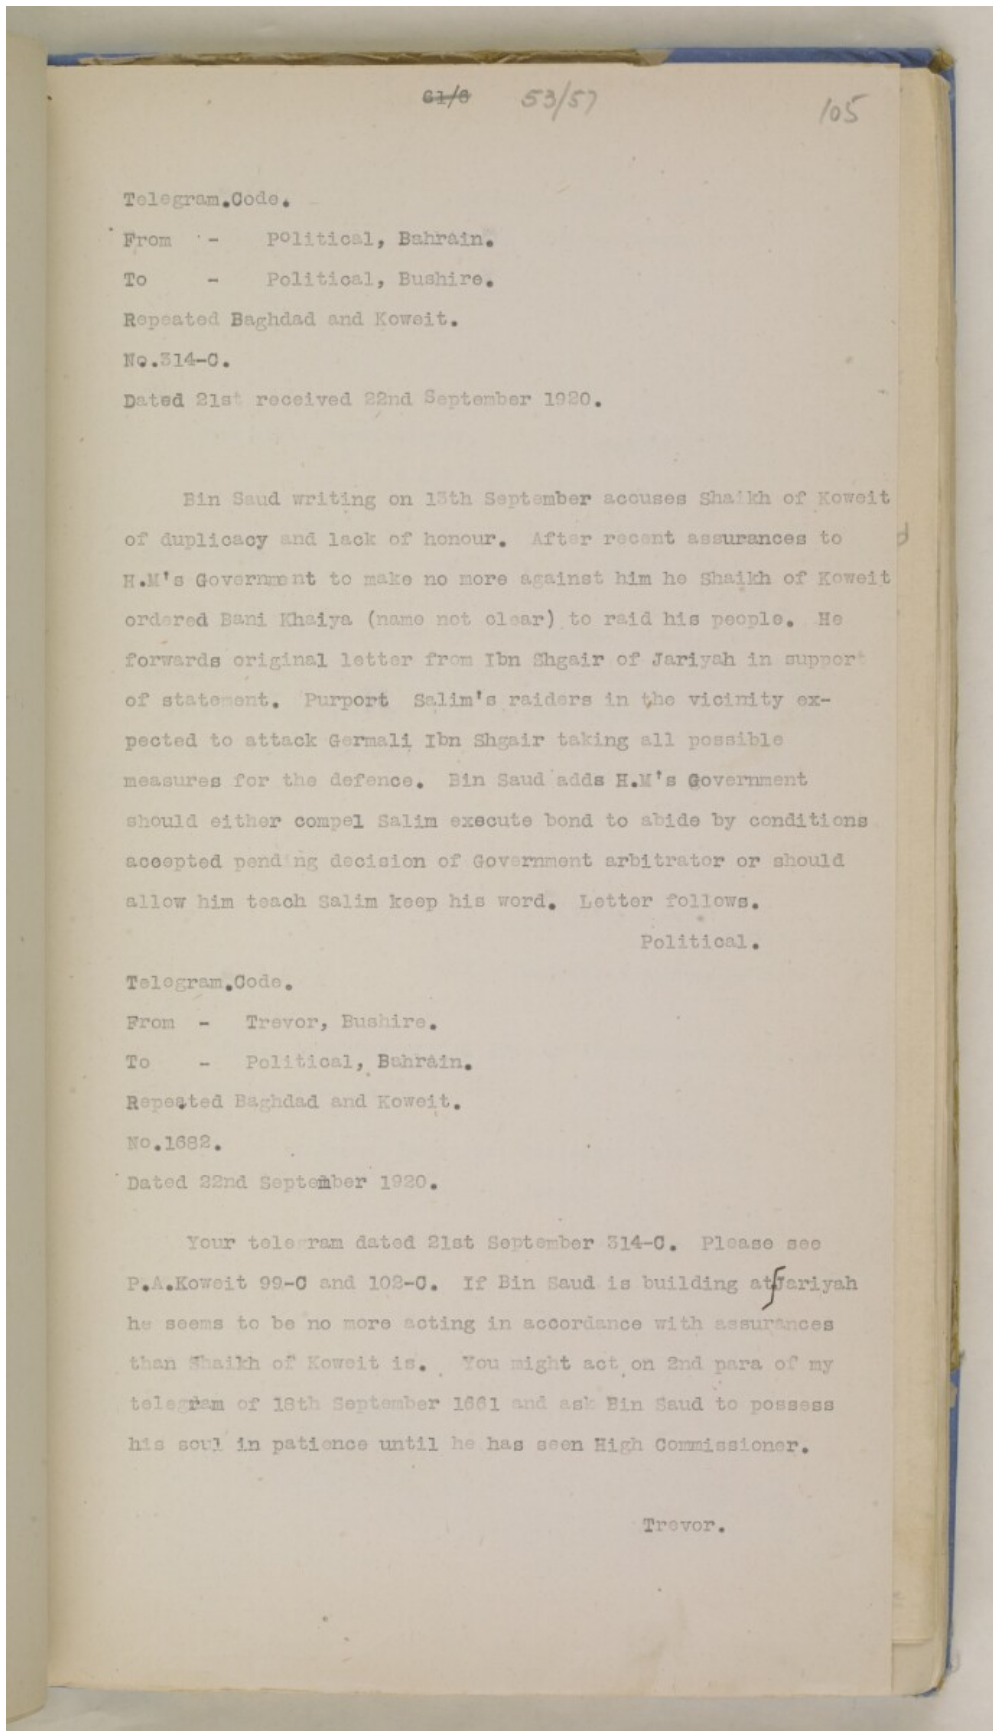 61/6 53/57
105
Telegram.Code.
From - Political, Bahrain.
To - Political, Bushire.
Repeated Baghdad and Koweit.
No.314-C.
Dated 21st received 22nd September 1920.
Bin Saud writing on 13th September accuses Shaikh of Koweit
of duplicacy and lack of honour. After recent assurances to
H.M's Government to make no more against him he Shaikh of Koweit
ordered Bani Khaiya (name not clear) to raid his people. He
forwards original letter from Ibn Shgair of Jariyah in support
of statement. Purport Salim's raiders in the vicinity ex-
pected to attack Germali Ibn Shgair taking all possible
measures for the defence. Bin Saud adds H.M's Government
should either compel Salim execute bond to abide by conditions
accepted pending decision of Government arbitrator or should
allow him teach Salim keep his word. Letter follows.
Political.
Telegram.Code.
From - Trevor, Bushire.
To - Political, Bahrain.
Repeated Baghdad and Koweit.
No.1682.
Dated 22nd September 1920.
Your telegram dated 21st September 314-C. Please see
P.A.Koweit 99-C and 102-C. If Bin Saud is building at Jariyah
he seems to be no more acting in accordance with assurances
than Shaikh of Koweit is. You might act on 2nd para of my
telegram of 18th September 1661 and ask Bin Saud to possess
his soul in patience until he has seen High Commissioner.
Trevor.